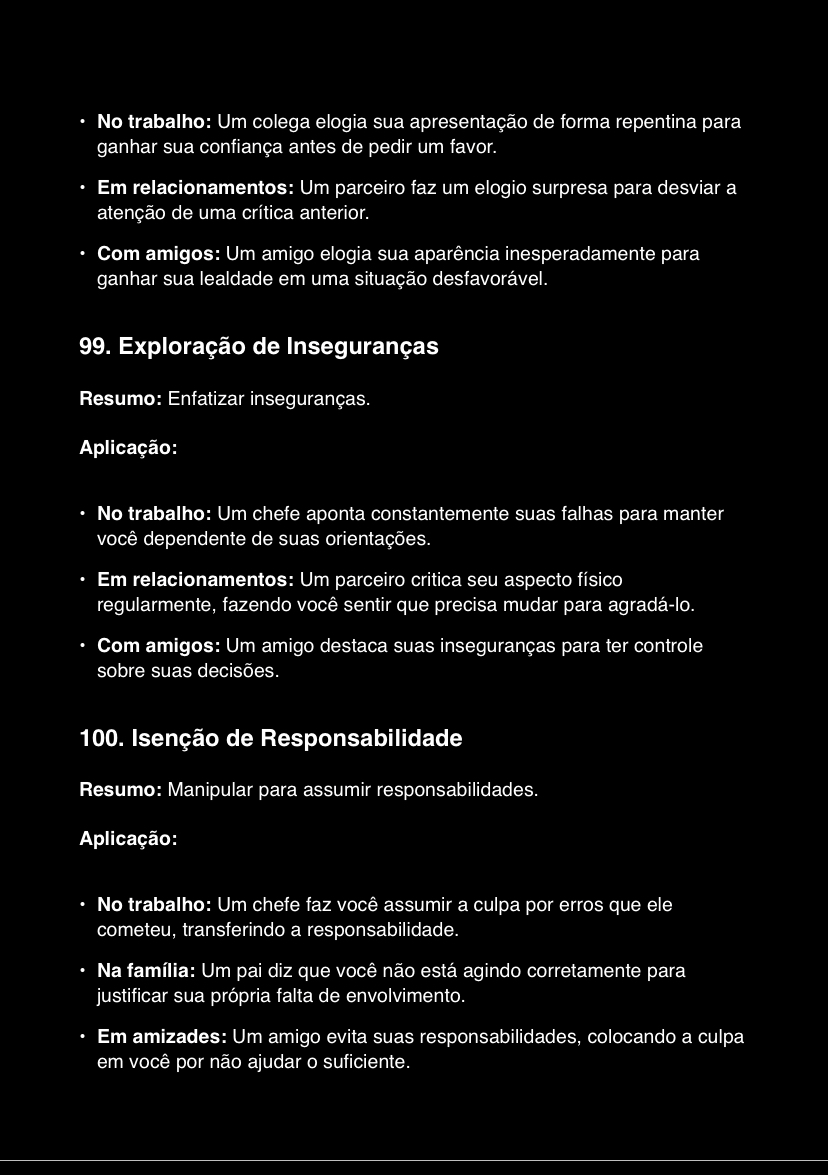 • No trabalho: Um colega elogia sua apresentação de forma repentina para
ganhar sua confiança antes de pedir um favor.
• Em relacionamentos: Um parceiro faz um elogio surpresa para desviar a
atenção de uma crítica anterior.
• Com amigos: Um amigo elogia sua aparência inesperadamente para
ganhar sua lealdade em uma situação desfavorável.
99. Exploração de Inseguranças
Resumo: Enfatizar inseguranças.
Aplicação:
• No trabalho: Um chefe aponta constantemente suas falhas para manter
você dependente de suas orientações.
• Em relacionamentos: Um parceiro critica seu aspecto físico
regularmente, fazendo você sentir que precisa mudar para agradá-lo.
• Com amigos: Um amigo destaca suas inseguranças para ter controle
sobre suas decisões.
100. Isenção de Responsabilidade
Resumo: Manipular para assumir responsabilidades.
Aplicação:
• No trabalho: Um chefe faz você assumir a culpa por erros que ele
cometeu, transferindo a responsabilidade.
• Na família: Um pai diz que você não está agindo corretamente para
justificar sua própria falta de envolvimento.
• Em amizades: Um amigo evita suas responsabilidades, colocando a culpa
em você por não ajudar o suficiente.